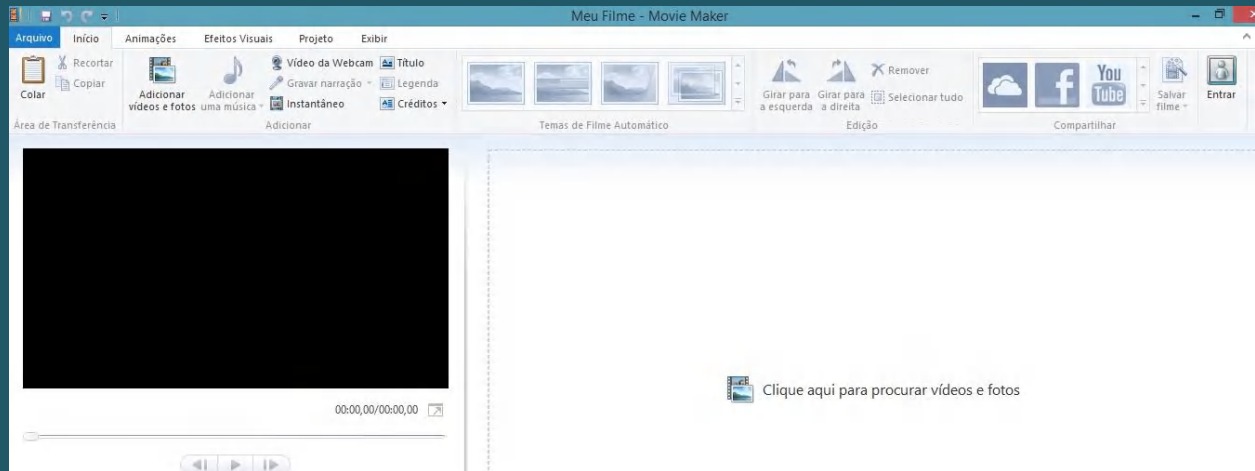 Meu Filme - Movie Maker
Arquivo Início Animações Efeitos Visuais Projeto Exibir
Colar
Recortar
Copiar
Área de Transferência
Adicionar
vídeos e fotos
Adicionar
uma música
Vídeo da Webcam
Gravar narração
Instantâneo
Título
Legenda
Créditos
Adicionar
Temas de Filme Automático
Girar para
a esquerda
Girar para
a direita
Remover
Selecionar tudo
Edição
You
Tube
Compartilhar
Salvar
filme
Entrar
00:00,00/00:00,00
Clique aqui para procurar vídeos e fotos